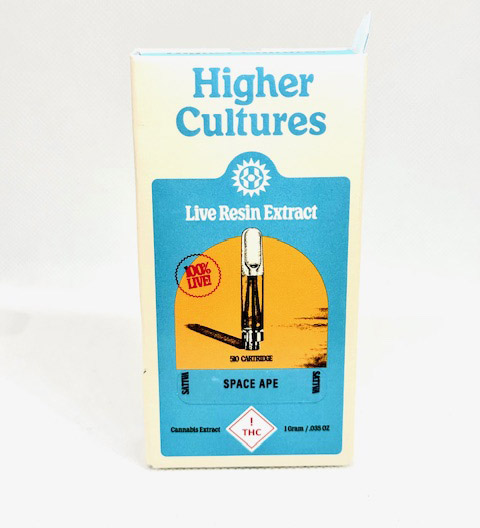 Higher
Cultures
Live Resin Extract
100%
LIVE!
510 CARTRIDGE
SATIVA
SPACE APE
SATIVA
Cannabis Extract
!
THC
1 Gram / .035 OZ